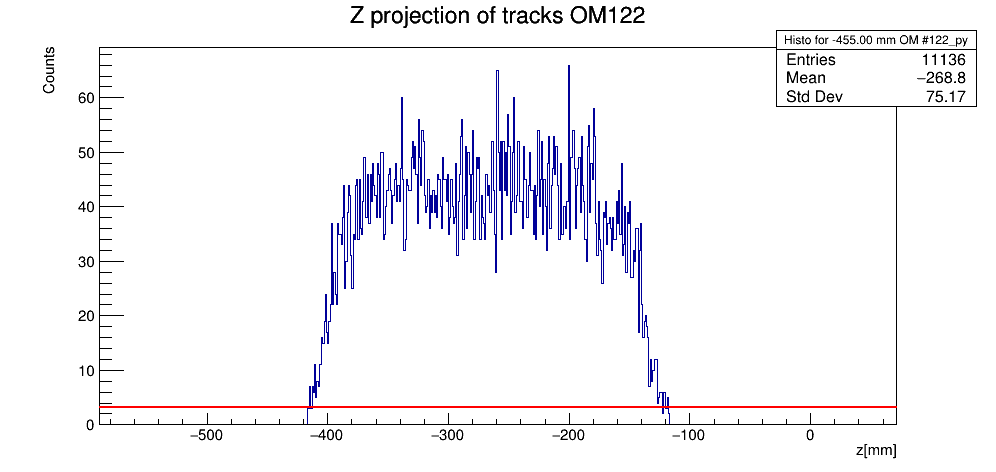 Z projection of tracks OM122
Histo for -455.00 mm OM #122_py
Entries 11136
Mean −268.8
Std Dev 75.17
Counts
60
50
40
30
20
10
0
−500 −400 −300 −200 −100 0
z[mm]